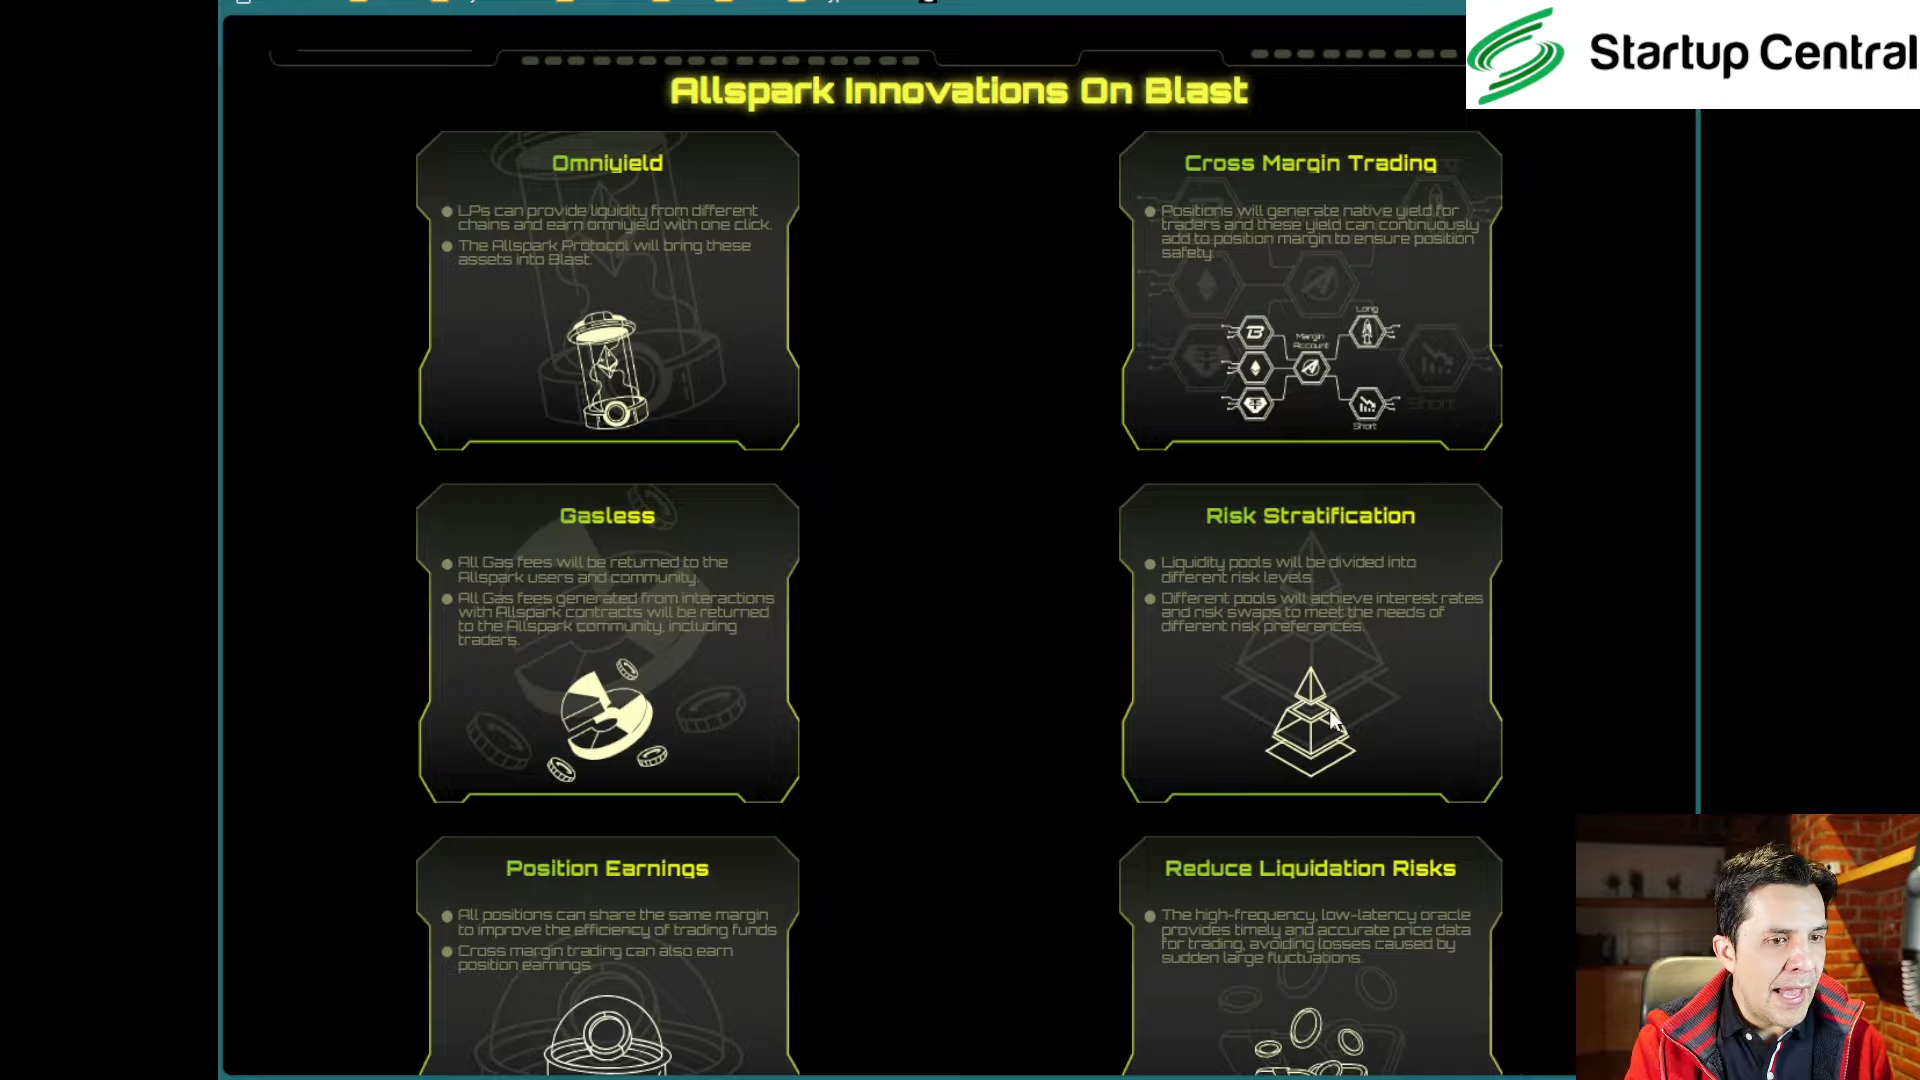 Startup Central
Allspark Innovations On Blast
Omniyield
LPs can provide liquidity from different
chains and earn omniyield with one click.
The Allspark Protocol will bring these
assets into Blast.
Cross Margin Trading
Positions will generate native yield for
traders and these yield can continuously
add to position margin to ensure position
safety.
Long
Margin
Account
Short
Gasless
All Gas fees will be returned to the
Allspark users and community.
All Gas fees generated from interactions
with Allspark contracts will be returned
to the Allspark community, including
traders.
Risk Stratification
Liquidity pools will be divided into
different risk levels.
Different pools will achieve interest rates
and risk swaps to meet the needs of
different risk preferences.
Position Earnings
All positions can share the same margin
to improve the efficiency of trading funds
Cross margin trading can also earn
position earnings.
Reduce Liquidation Risks
The high-frequency, low-latency oracle
provides timely and accurate price data
for trading, avoiding losses caused by
sudden large fluctuations.